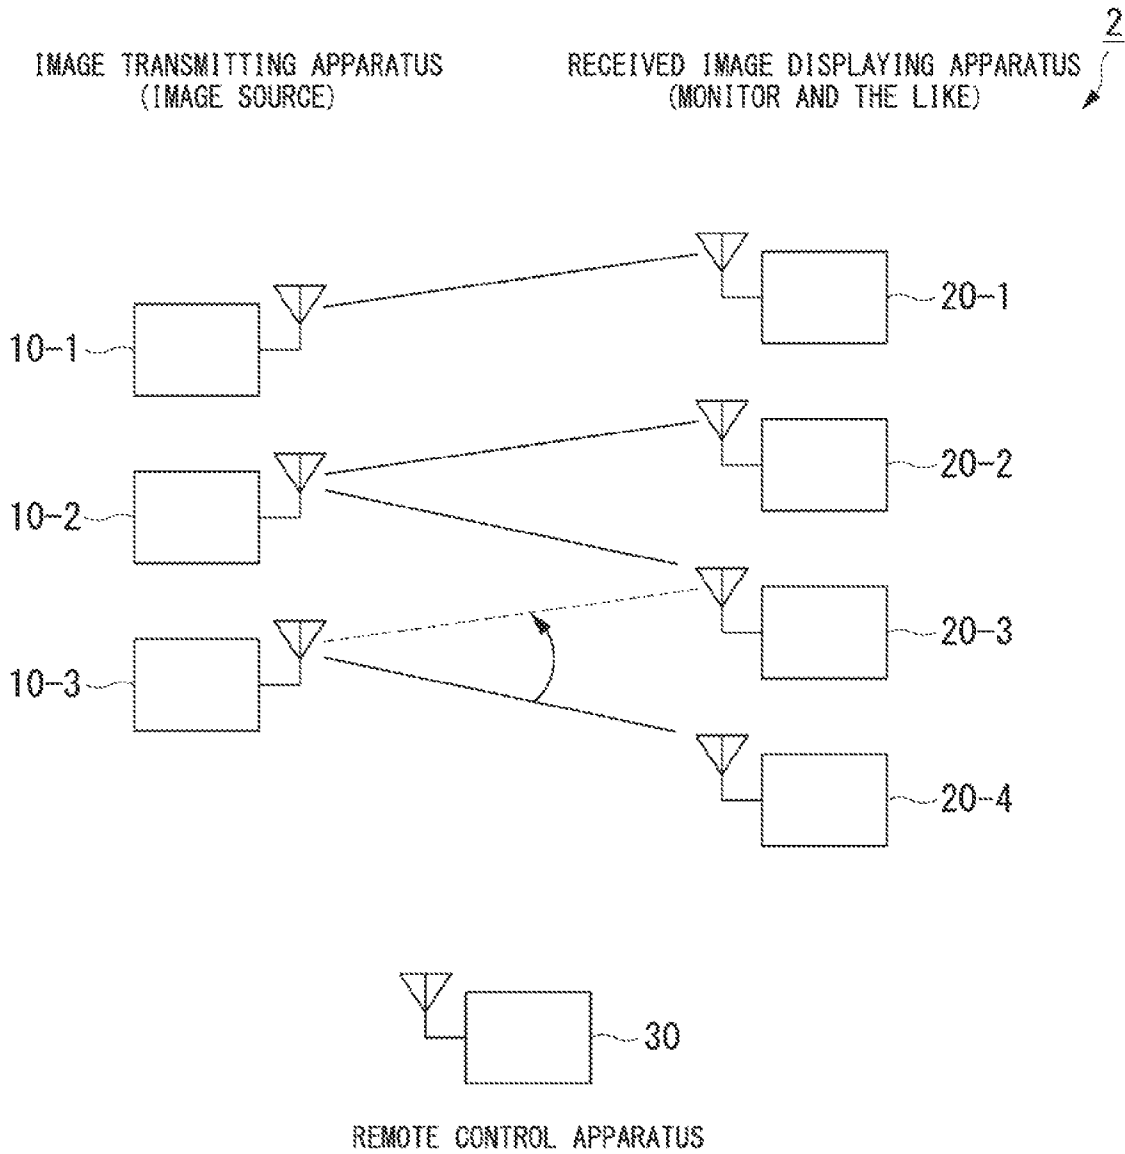 2
IMAGE TRANSMITTING APPARATUS
(IMAGE SOURCE)
RECEIVED IMAGE DISPLAYING APPARATUS
(MONITOR AND THE LIKE)
10-1
20-1
10-2
20-2
10-3
20-3
20-4
30
REMOTE CONTROL APPARATUS